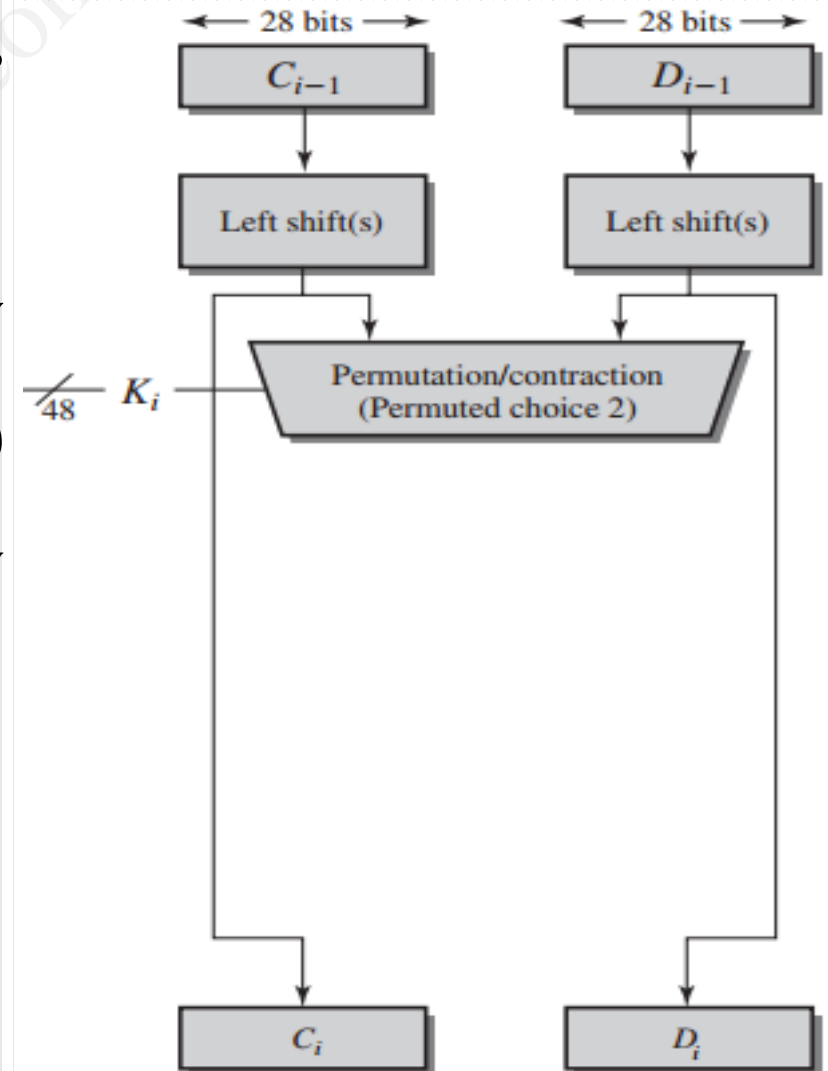 28 bits 28 bits
C_{i−1} D_{i−1}
Left shift(s) Left shift(s)
Permutation/contraction
(Permuted choice 2)
48 K_i
C_i D_i